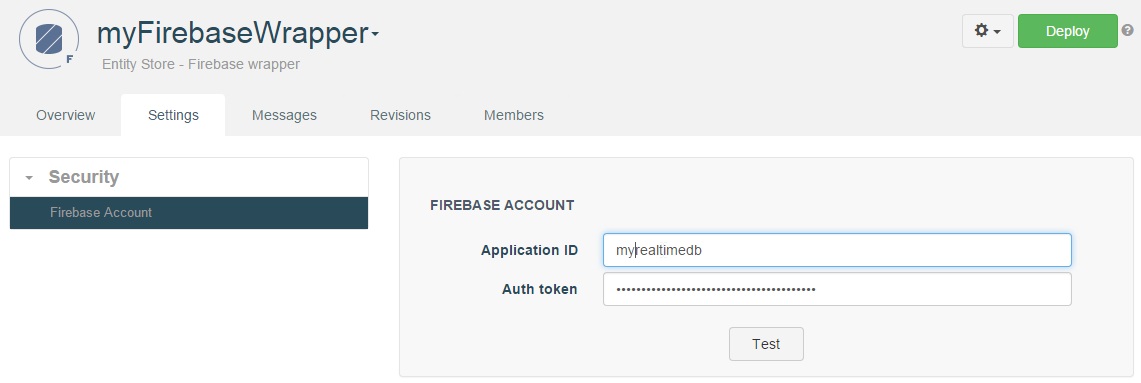 myFirebaseWrapper
F
Entity Store - Firebase wrapper
Deploy
?
Overview Settings Messages Revisions Members
Security
Firebase Account
FIREBASE ACCOUNT
Application ID myrealtimedb
Auth token ••••••••••••••••••••••••••••••••••••••••
Test